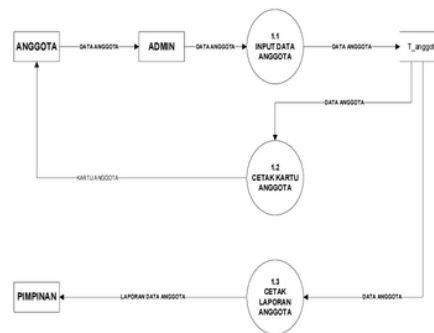 1.1
INPUT DATA
ANGGOTA
ANGGOTA
DATA ANGGOTA
ADMIN
DATA ANGGOTA
DATA ANGGOTA
T_anggot
DATA ANGGOTA
1.2
CETAK KARTU
ANGGOTA
KARTU ANGGOTA
1.3
CETAK
LAPORAN
ANGGOTA
PIMPINAN
LAPORAN DATA ANGGOTA
DATA ANGGOTA